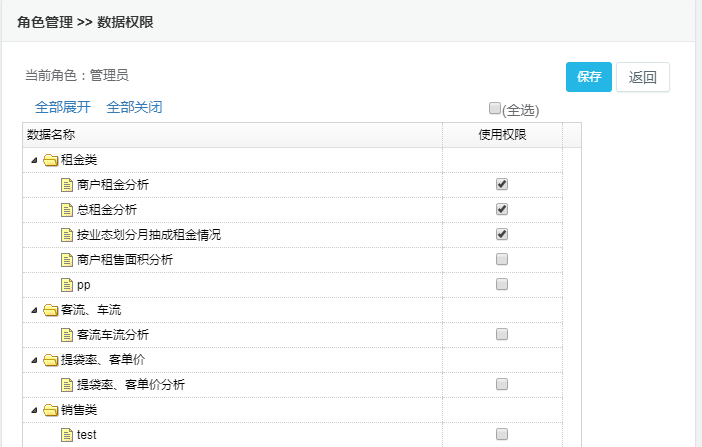 角色管理 >> 数据权限
当前角色：管理员
保存 返回
全部展开 全部关闭 (全选)
数据名称 使用权限
租金类
商户租金分析
总租金分析
按业态划分月抽成租金情况
商户租售面积分析
pp
客流、车流
客流车流分析
提袋率、客单价
提袋率、客单价分析
销售类
test